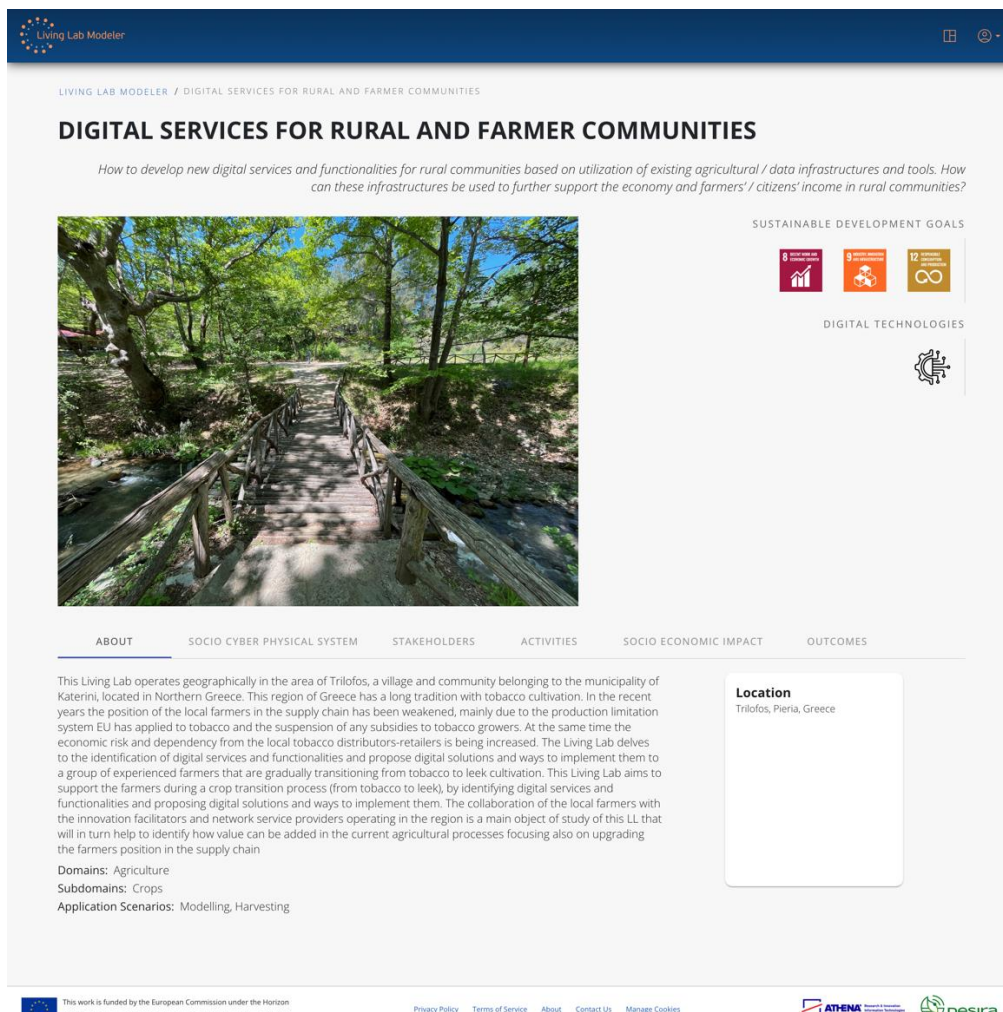 Living Lab Modeler
LIVING LAB MODELER / DIGITAL SERVICES FOR RURAL AND FARMER COMMUNITIES
DIGITAL SERVICES FOR RURAL AND FARMER COMMUNITIES
How to develop new digital services and functionalities for rural communities based on utilization of existing agricultural / data infrastructures and tools. How
can these infrastructures be used to further support the economy and farmers' / citizens' income in rural communities?
SUSTAINABLE DEVELOPMENT GOALS
8 DECENT WORK AND ECONOMIC GROWTH
9 INDUSTRY, INNOVATION AND INFRASTRUCTURE
12 RESPONSIBLE CONSUMPTION AND PRODUCTION
DIGITAL TECHNOLOGIES
ABOUT SOCIO CYBER PHYSICAL SYSTEM STAKEHOLDERS ACTIVITIES SOCIO ECONOMIC IMPACT OUTCOMES
This Living Lab operates geographically in the area of Trilofos, a village and community belonging to the municipality of
Katerini, located in Northern Greece. This region of Greece has a long tradition with tobacco cultivation. In the recent
years the position of the local farmers in the supply chain has been weakened, mainly due to the production limitation
system EU has applied to tobacco and the suspension of any subsidies to tobacco growers. At the same time the
economic risk and dependency from the local tobacco distributors-retailers is being increased. The Living Lab delves
to the identification of digital services and functionalities and propose digital solutions and ways to implement them to
a group of experienced farmers that are gradually transitioning from tobacco to leek cultivation. This Living Lab aims to
support the farmers during a crop transition process (from tobacco to leek), by identifying digital services and
functionalities and proposing digital solutions and ways to implement them. The collaboration of the local farmers with
the innovation facilitators and network service providers operating in the region is a main object of study of this LL that
will in turn help to identify how value can be added in the current agricultural processes focusing also on upgrading
the farmers position in the supply chain
Domains: Agriculture
Subdomains: Crops
Application Scenarios: Modelling, Harvesting
Location
Trilofos, Pieria, Greece
This work is funded by the European Commission under the Horizon
Privacy Policy Terms of Service About Contact Us Manage Cookies
ATHENA
Desira